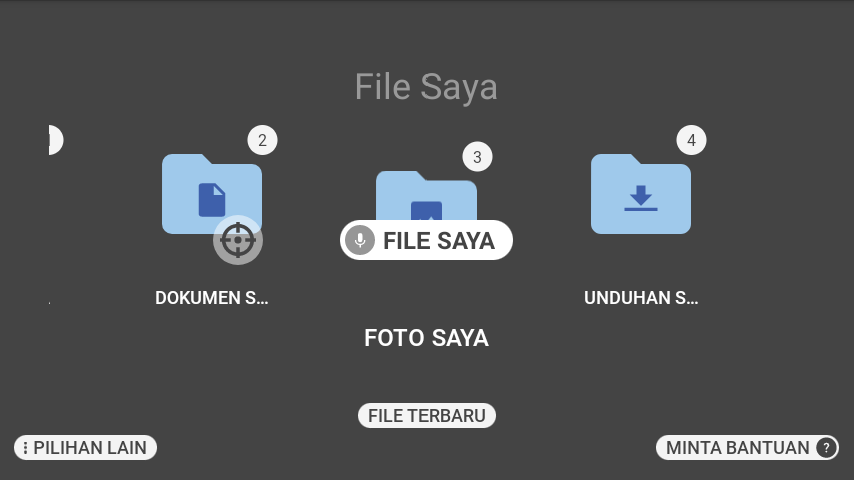 File Saya
2
3
4
FILE SAYA
DOKUMEN S...
UNDUHAN S...
FOTO SAYA
FILE TERBARU
PILIHAN LAIN
MINTA BANTUAN ?